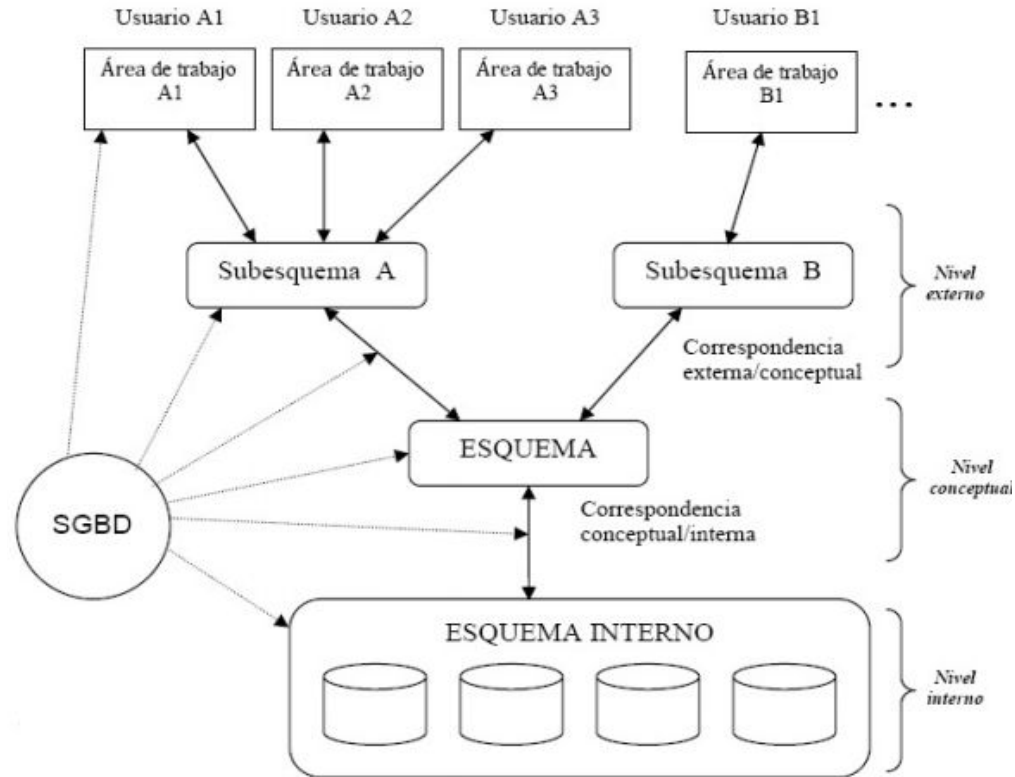 Usuario A1
Usuario A2
Usuario A3
Usuario B1
Área de trabajo
A1
Área de trabajo
A2
Área de trabajo
A3
Área de trabajo
B1
...
Subesquema A
Subesquema B
Nivel
externo
Correspondencia
externa/conceptual
ESQUEMA
Nivel
conceptual
SGBD
Correspondencia
conceptual/interna
ESQUEMA INTERNO
Nivel
interno